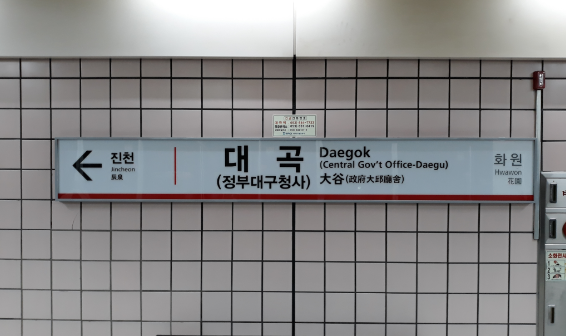 진천
Jincheon
辰泉
대곡
(정부대구청사)
Daegok
(Central Gov't Office-Daegu)
大谷(政府大邱廳舍)
화원
Hwawon
花園